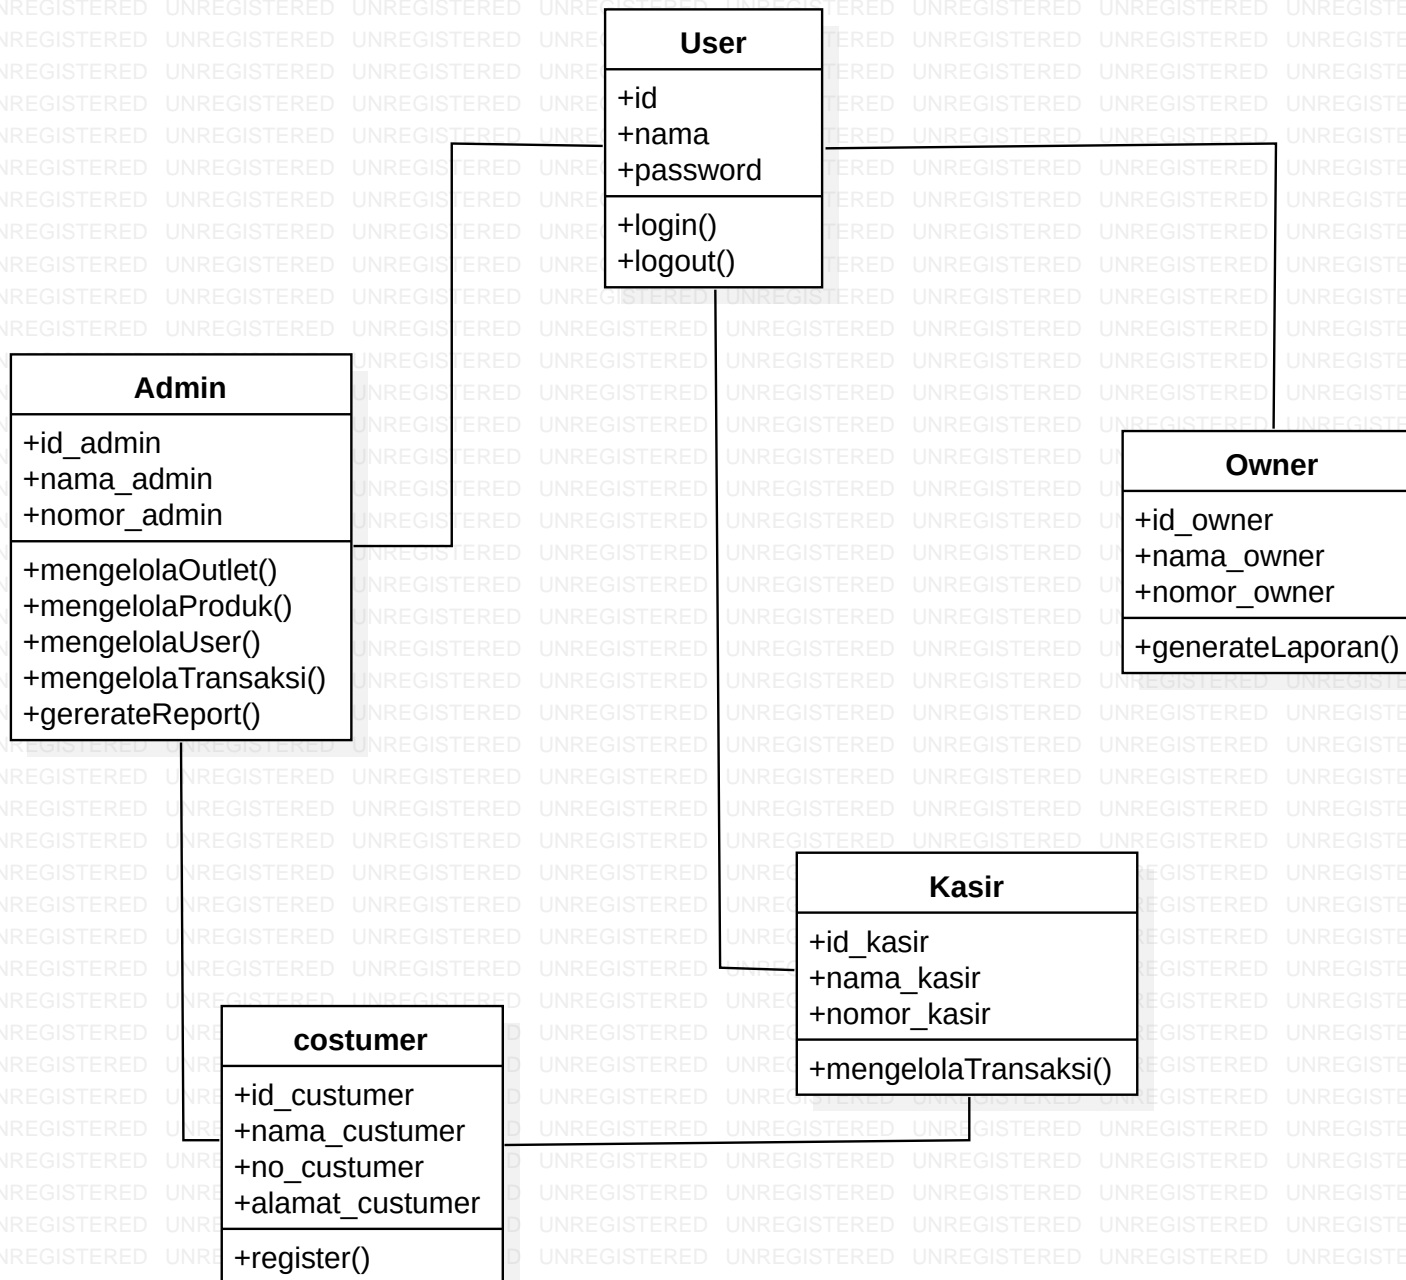 User
+id
+nama
+password
+login()
+logout()
Admin
+id_admin
+nama_admin
+nomor_admin
+mengelolaOutlet()
+mengelolaProduk()
+mengelolaUser()
+mengelolaTransaksi()
+gererateReport()
Owner
+id_owner
+nama_owner
+nomor_owner
+generateLaporan()
Kasir
+id_kasir
+nama_kasir
+nomor_kasir
+mengelolaTransaksi()
costumer
+id_custumer
+nama_custumer
+no_custumer
+alamat_custumer
+register()
UNREGISTERED